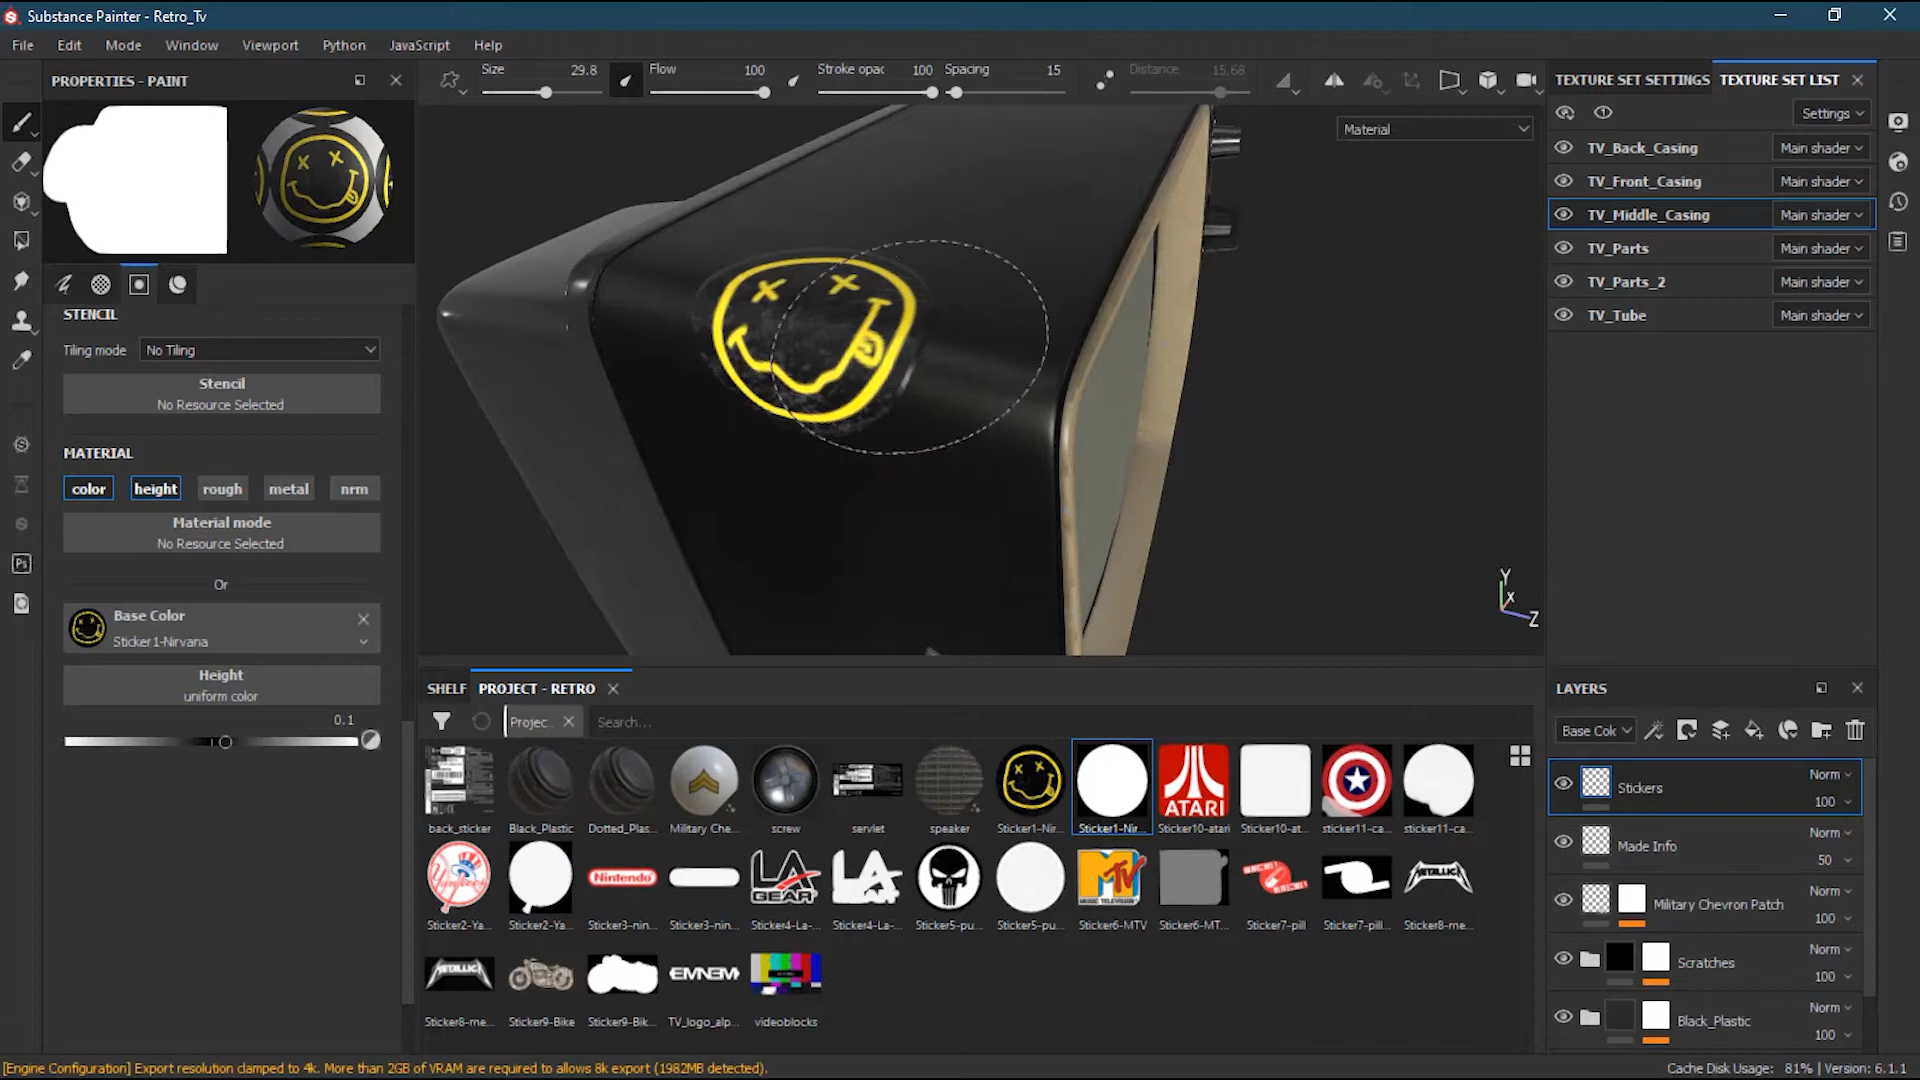 Substance Painter - Retro_Tv
File Edit Mode Window Viewport Python JavaScript Help
PROPERTIES - PAINT
Size 29.8 Flow 100 Stroke opac 100 Spacing 15 Distance 15.68
Material
STENCIL
Tiling mode No Tiling
Stencil
No Resource Selected
MATERIAL
color height rough metal nrm
Material mode
No Resource Selected
Or
Base Color
Sticker1-Nirvana
Height
uniform color
0.1
Ps
Y
X
Z
TEXTURE SET SETTINGS TEXTURE SET LIST
Settings
TV_Back_Casing Main shader
TV_Front_Casing Main shader
TV_Middle_Casing Main shader
TV_Parts Main shader
TV_Parts_2 Main shader
TV_Tube Main shader
SHELF PROJECT - RETRO
Projec... Search...
ATARI
back_sticker Black_Plastic Dotted_Plas... Military Che... screw servlet speaker Sticker1-Nir... Sticker1-Nir... Sticker10-atari Sticker10-at... sticker11-ca... sticker11-ca...
Yankees Nintendo LA GEAR LA MTV MUSIC TELEVISION METALLICA
Sticker2-Ya... Sticker2-Ya... Sticker3-nin... Sticker3-nin... Sticker4-La-... Sticker4-La-... Sticker5-pu... Sticker5-pu... Sticker6-MTV Sticker6-MT... Sticker7-pill Sticker7-pill... Sticker8-me...
METALLICA EMINEM
Sticker8-me... Sticker9-Bike Sticker9-Bik... TV_logo_alp... videoblocks
LAYERS
Base Colo
Stickers Norm 100
Made Info Norm 50
Military Chevron Patch Norm 100
Scratches Norm 100
Black_Plastic Norm 100
[Engine Configuration] Export resolution clamped to 4k. More than 2GB of VRAM are required to allows 8k export (1982MB detected).
Cache Disk Usage: 81% | Version: 6.1.1